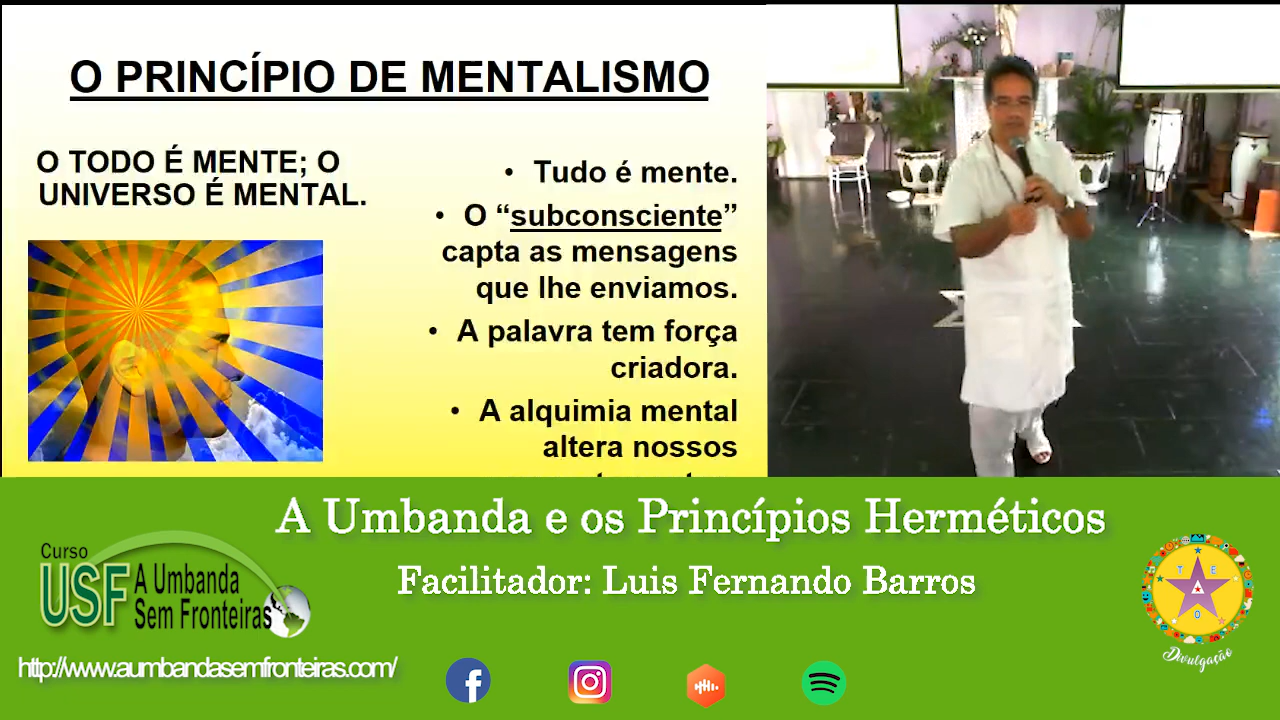 O PRINCÍPIO DE MENTALISMO
O TODO É MENTE; O
UNIVERSO É MENTAL.
• Tudo é mente.
• O “subconsciente”
capta as mensagens
que lhe enviamos.
• A palavra tem força
criadora.
• A alquimia mental
altera nossos
A Umbanda e os Princípios Herméticos
Facilitador: Luis Fernando Barros
Curso
USF A Umbanda
Sem Fronteiras
http://www.aumbandasemfronteiras.com/
T E
A
O
Divulgação